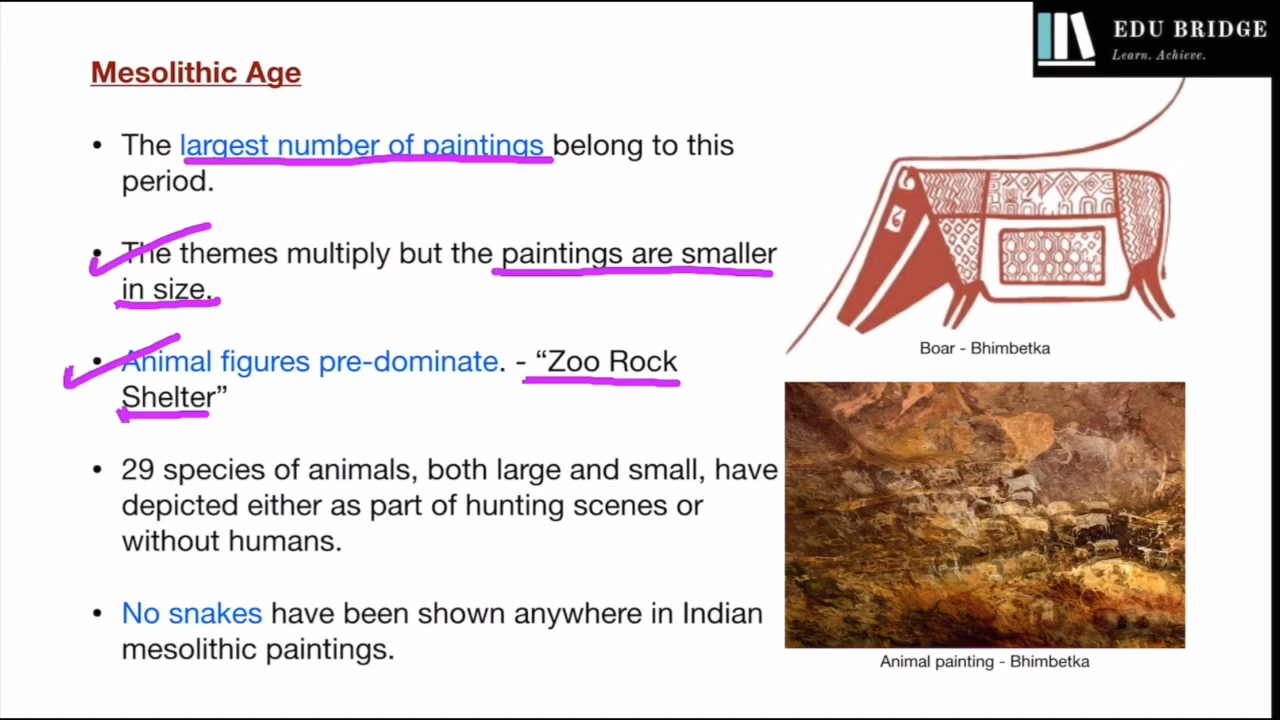 EDU BRIDGE
Learn. Achieve.
Mesolithic Age
• The largest number of paintings belong to this
period.
• The themes multiply but the paintings are smaller
in size.
• Animal figures pre-dominate. - “Zoo Rock
Shelter”
• 29 species of animals, both large and small, have
depicted either as part of hunting scenes or
without humans.
• No snakes have been shown anywhere in Indian
mesolithic paintings.
Boar - Bhimbetka
Animal painting - Bhimbetka